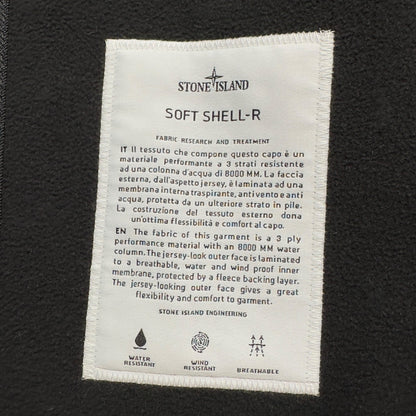 STONE ISLAND
SOFT SHELL-R
FABRIC RESEARCH AND TREATMENT
IT Il tessuto che compone questo capo è un
materiale performante a 3 strati resistente
ad una colonna d'acqua di 8000 MM. La faccia
esterna, dall'aspetto jersey, è laminata ad una
membrana interna traspirante, antivento e anti
acqua, protetta da un ulteriore strato in pile.
La costruzione del tessuto esterno dona
un'ottima flessibilità e comfort al capo.
EN The fabric of this garment is a 3 ply
performance material with an 8000 MM water
column. The jersey-look outer face is laminated
to a breathable, water and wind proof inner
membrane, protected by a fleece backing layer.
The jersey-looking outer face gives a great
flexibility and comfort to garment.
STONE ISLAND ENGINEERING
WATER
RESISTANT
WIND
RESISTANT
BREATHABLE